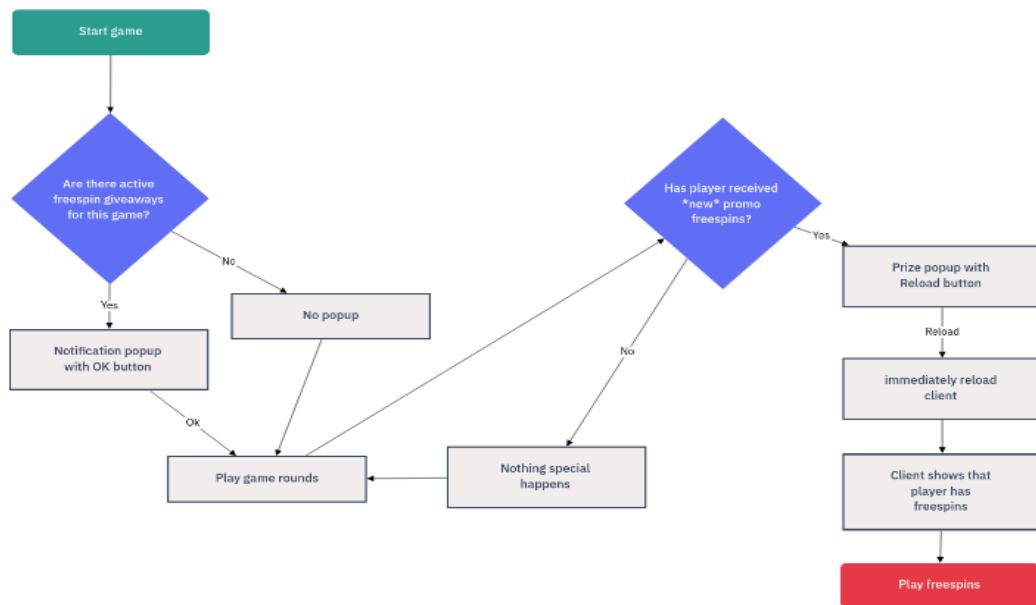 Start game
Are there active
freespin giveaways
for this game?
No
Yes
No popup
Notification popup
with OK button
Ok
Play game rounds
Has player received
*new* promo
freespins?
Yes
No
Nothing special
happens
Prize popup with
Reload button
Reload
immediately reload
client
Client shows that
player has
freespins
Play freespins